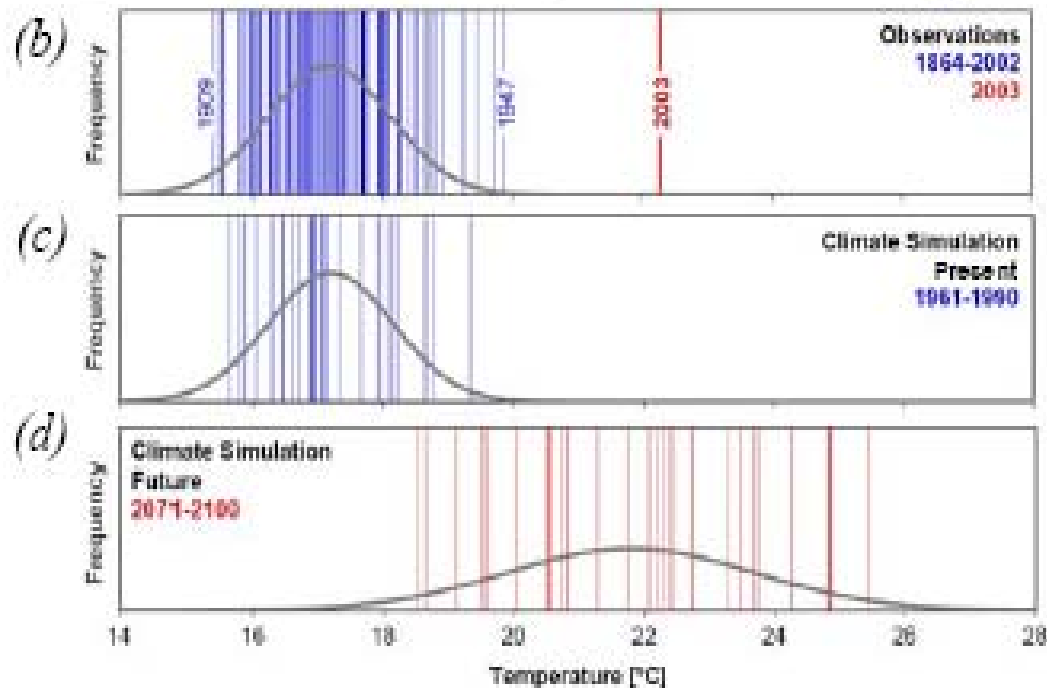 (b)
Frequency
1909
1947
2003
Observations
1864-2002
2003
(c)
Frequency
Climate Simulation
Present
1961-1990
(d)
Frequency
Climate Simulation
Future
2071-2100
14 16 18 20 22 24 26 28
Temperature [°C]